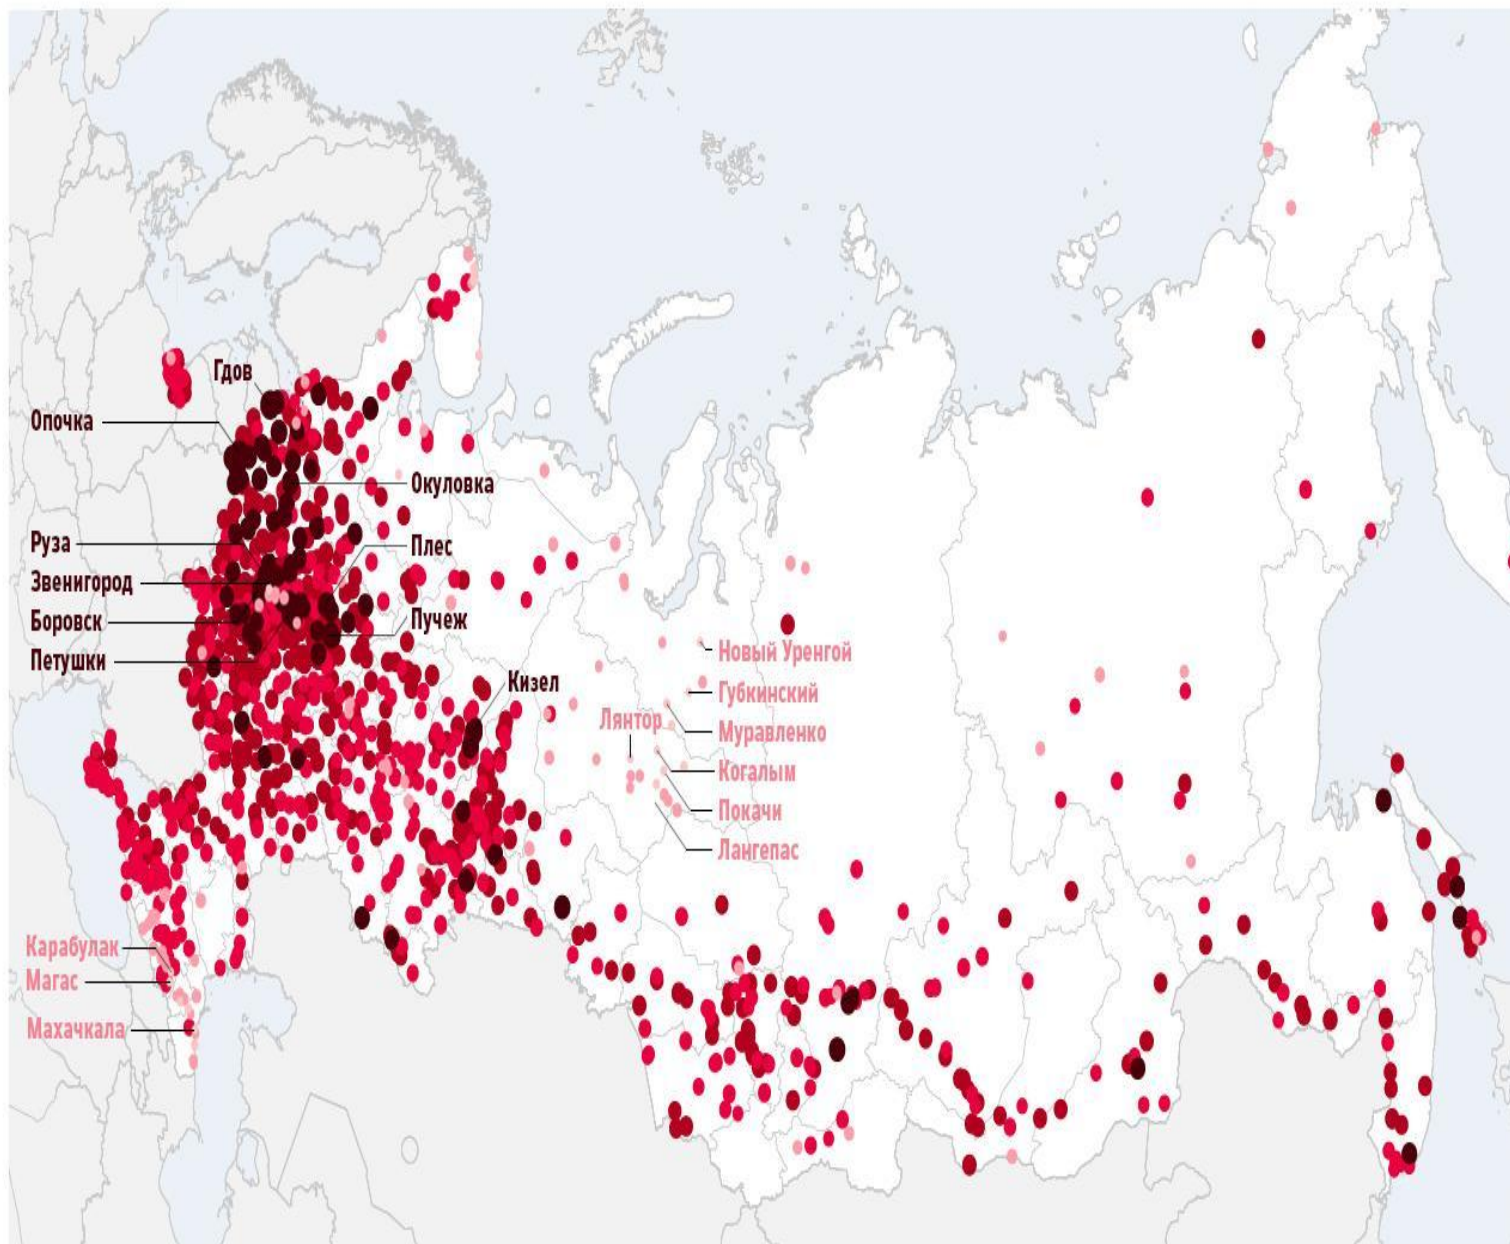 Гдов
Опочка
Окуловка
Руза
Плес
Звенигород
Боровск
Пучеж
Петушки
Кизел
Новый Уренгой
Губкинский
Лянтор
Муравленко
Когалым
Покачи
Лангепас
Карабулак
Магас
Махачкала